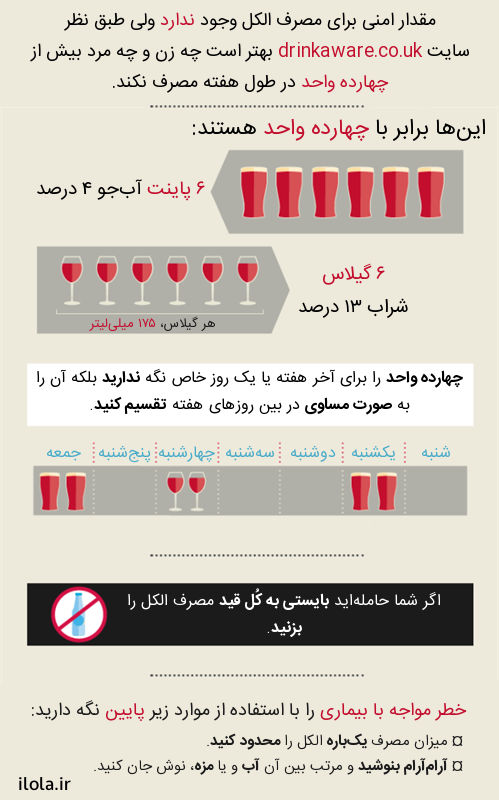 مقدار امنی برای مصرف الکل وجود ندارد ولی طبق نظر
سایت drinkaware.co.uk بهتر است چه زن و چه مرد بیش از
چهارده واحد در طول هفته مصرف نکند.
این‌ها برابر با چهارده واحد هستند:
۶ پاینت آب‌جو ۴ درصد
۶ گیلاس
شراب ۱۳ درصد
هر گیلاس، ۱۷۵ میلی‌لیتر
چهارده واحد را برای آخر هفته یا یک روز خاص نگه ندارید بلکه آن را
به صورت مساوی در بین روزهای هفته تقسیم کنید.
شنبه یکشنبه دوشنبه سه‌شنبه چهارشنبه پنج‌شنبه جمعه
اگر شما حامله‌اید بایستی به کُل قید مصرف الکل را
بزنید.
خطر مواجه با بیماری را با استفاده از موارد زیر پایین نگه دارید:
¤ میزان مصرف یک‌باره الکل را محدود کنید.
¤ آرام‌آرام بنوشید و مرتب بین آن آب و یا مزه، نوش جان کنید.
ilola.ir